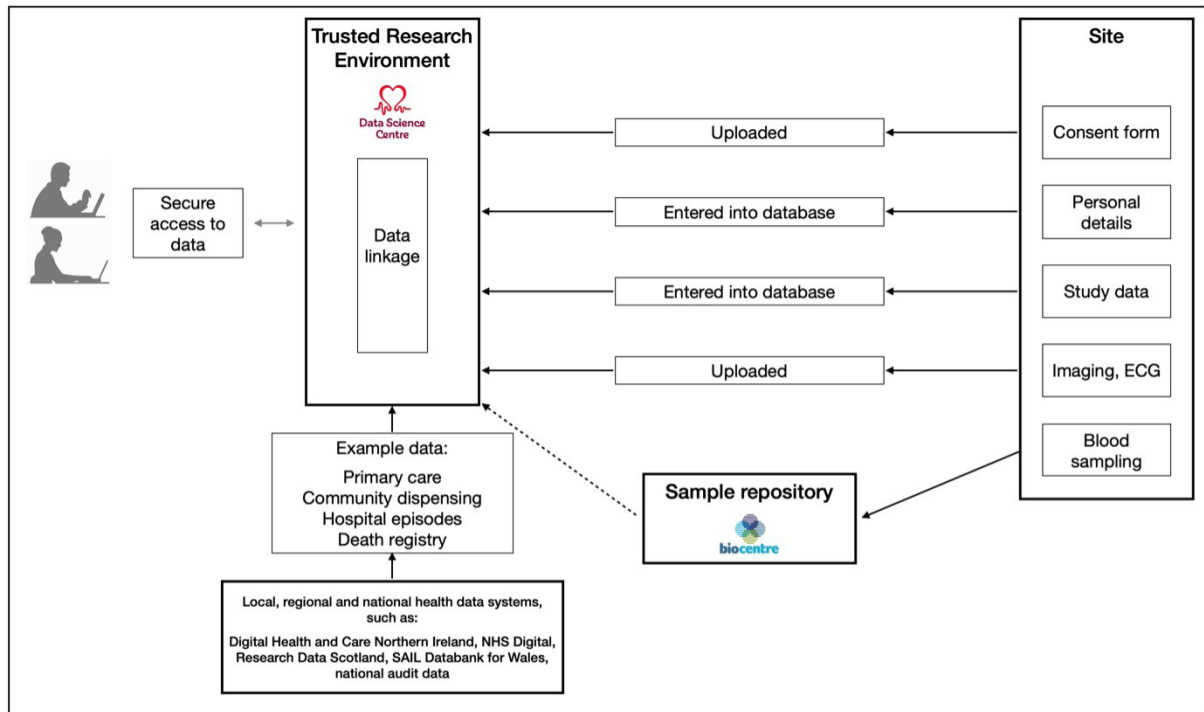 Trusted Research
Environment
Data Science
Centre
Data
linkage
Secure
access to
data
Uploaded
Entered into database
Entered into database
Uploaded
Site
Consent form
Personal
details
Study data
Imaging, ECG
Blood
sampling
Example data:
Primary care
Community dispensing
Hospital episodes
Death registry
Sample repository
biocentre
Local, regional and national health data systems,
such as:
Digital Health and Care Northern Ireland, NHS Digital,
Research Data Scotland, SAIL Databank for Wales,
national audit data